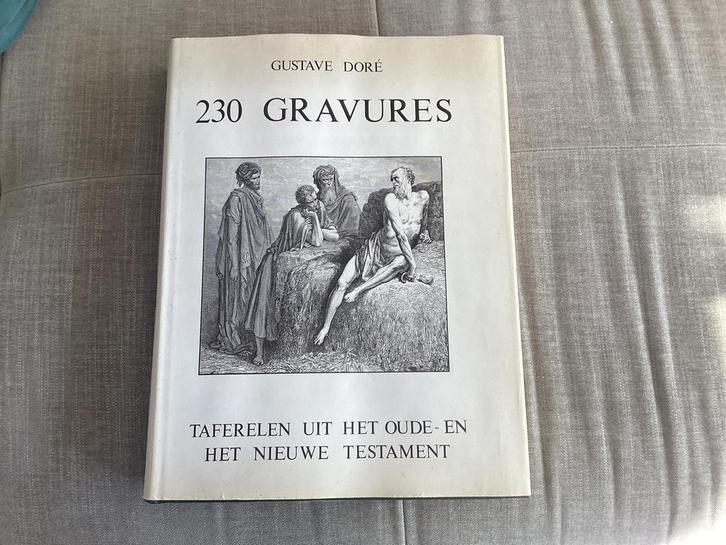 GUSTAVE DORÉ
230 GRAVURES
TAFERELEN UIT HET OUDE- EN
HET NIEUWE TESTAMENT